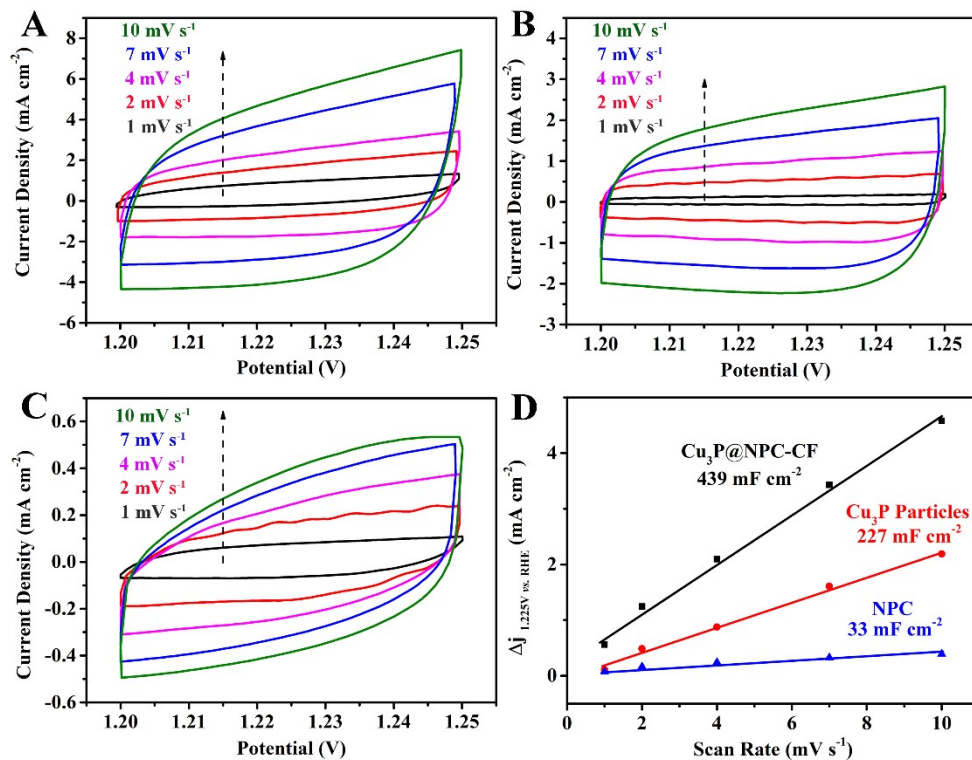 A
10 mV s⁻¹
7 mV s⁻¹
4 mV s⁻¹
2 mV s⁻¹
1 mV s⁻¹
8
6
4
2
0
-2
-4
-6
Current Density (mA cm⁻²)
1.20 1.21 1.22 1.23 1.24 1.25
Potential (V)
B
10 mV s⁻¹
7 mV s⁻¹
4 mV s⁻¹
2 mV s⁻¹
1 mV s⁻¹
4
3
2
1
0
-1
-2
-3
Current Density (mA cm⁻²)
1.20 1.21 1.22 1.23 1.24 1.25
Potential (V)
C
10 mV s⁻¹
7 mV s⁻¹
4 mV s⁻¹
2 mV s⁻¹
1 mV s⁻¹
0.6
0.4
0.2
0.0
-0.2
-0.4
-0.6
Current Density (mA cm⁻²)
1.20 1.21 1.22 1.23 1.24 1.25
Potential (V)
D
Cu₃P@NPC-CF
439 mF cm⁻²
Cu₃P Particles
227 mF cm⁻²
NPC
33 mF cm⁻²
4
2
0
Δj 1.225V vs. RHE (mA cm⁻²)
0 2 4 6 8 10
Scan Rate (mV s⁻¹)